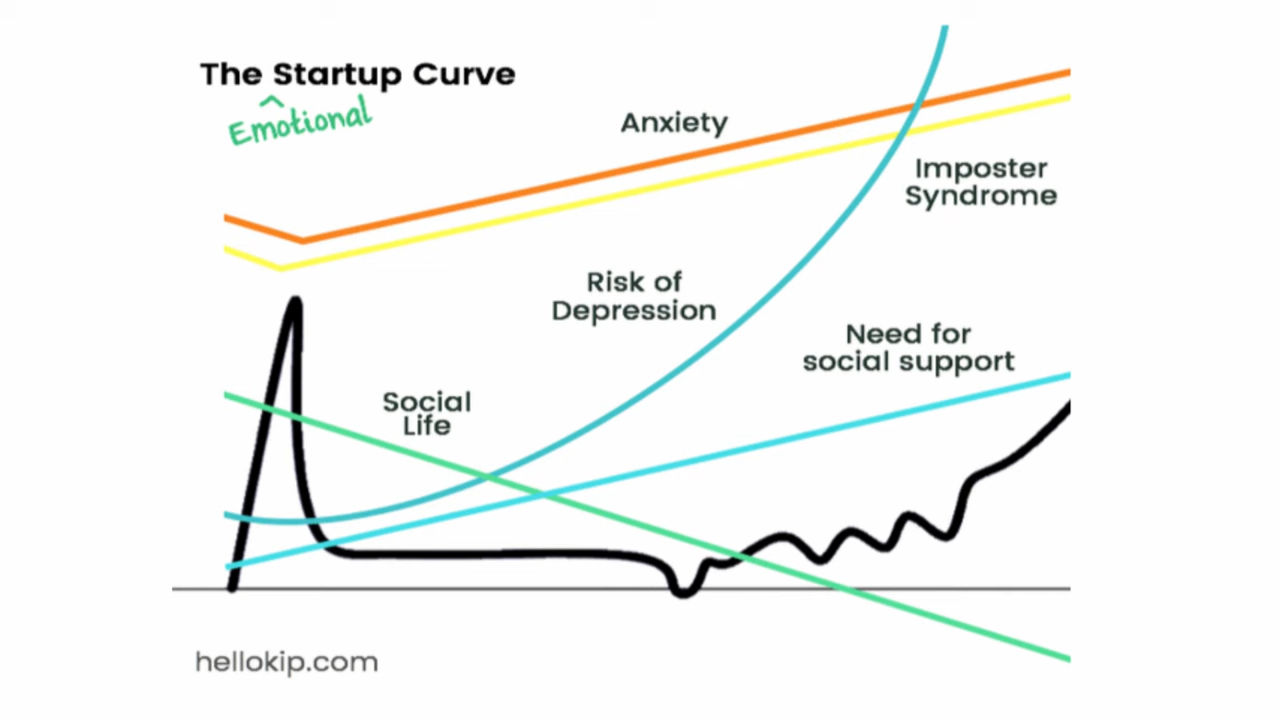 The Startup Curve
Emotional
Anxiety
Imposter
Syndrome
Risk of
Depression
Need for
social support
Social
Life
hellokip.com